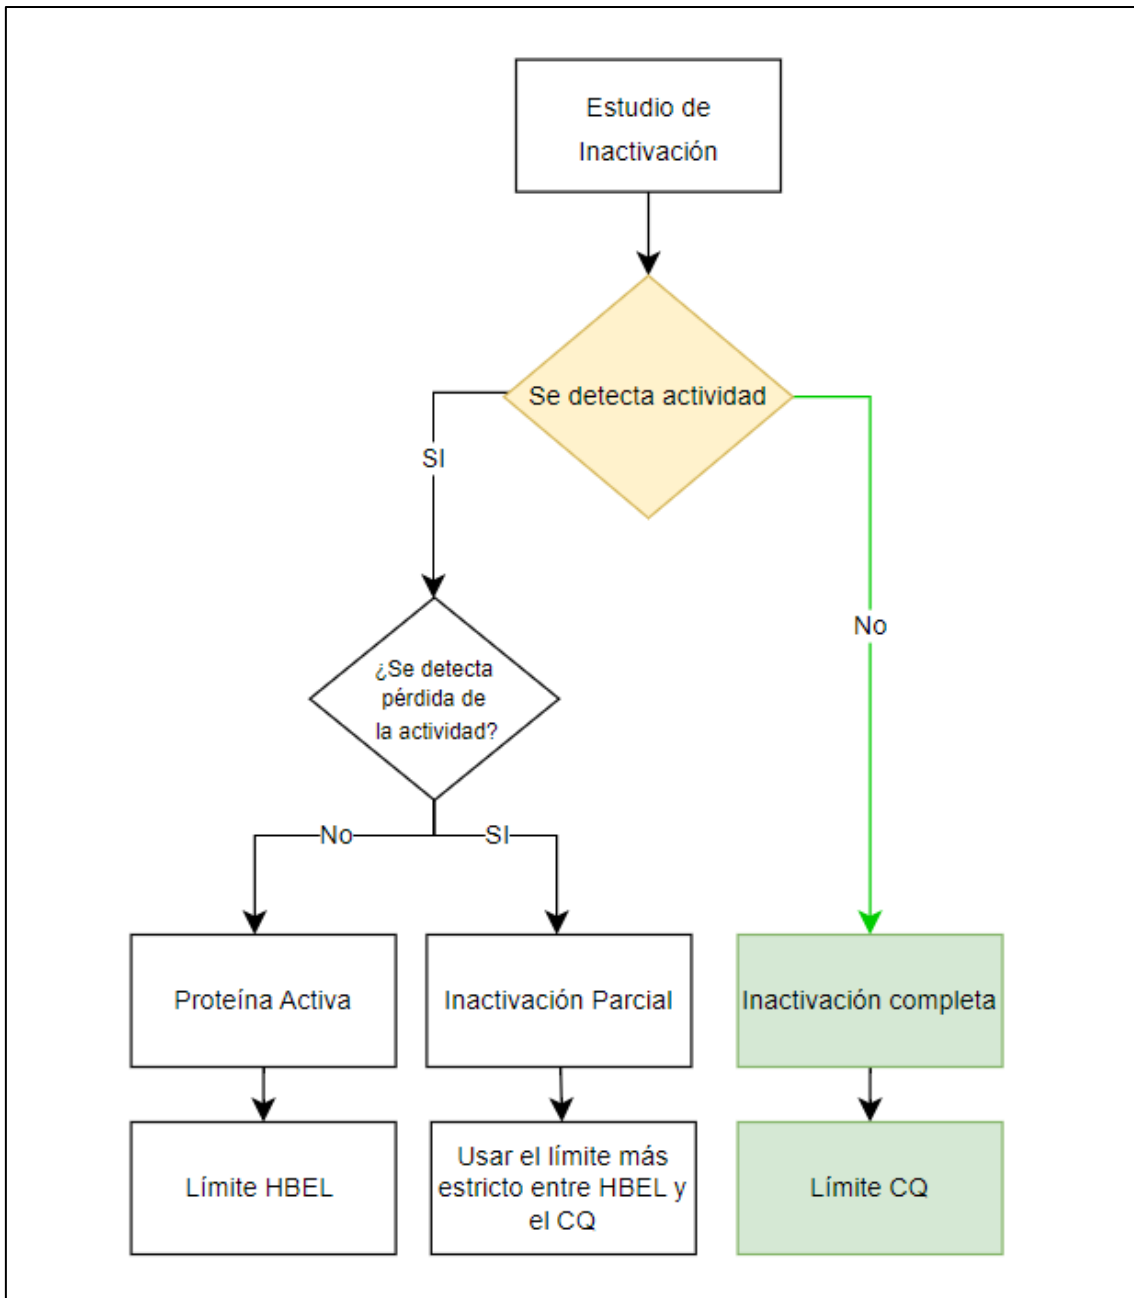 Estudio de
Inactivación
Se detecta actividad
SI
No
¿Se detecta
pérdida de
la actividad?
No
SI
Proteína Activa
Inactivación Parcial
Inactivación completa
Límite HBEL
Usar el límite más
estricto entre HBEL y
el CQ
Límite CQ